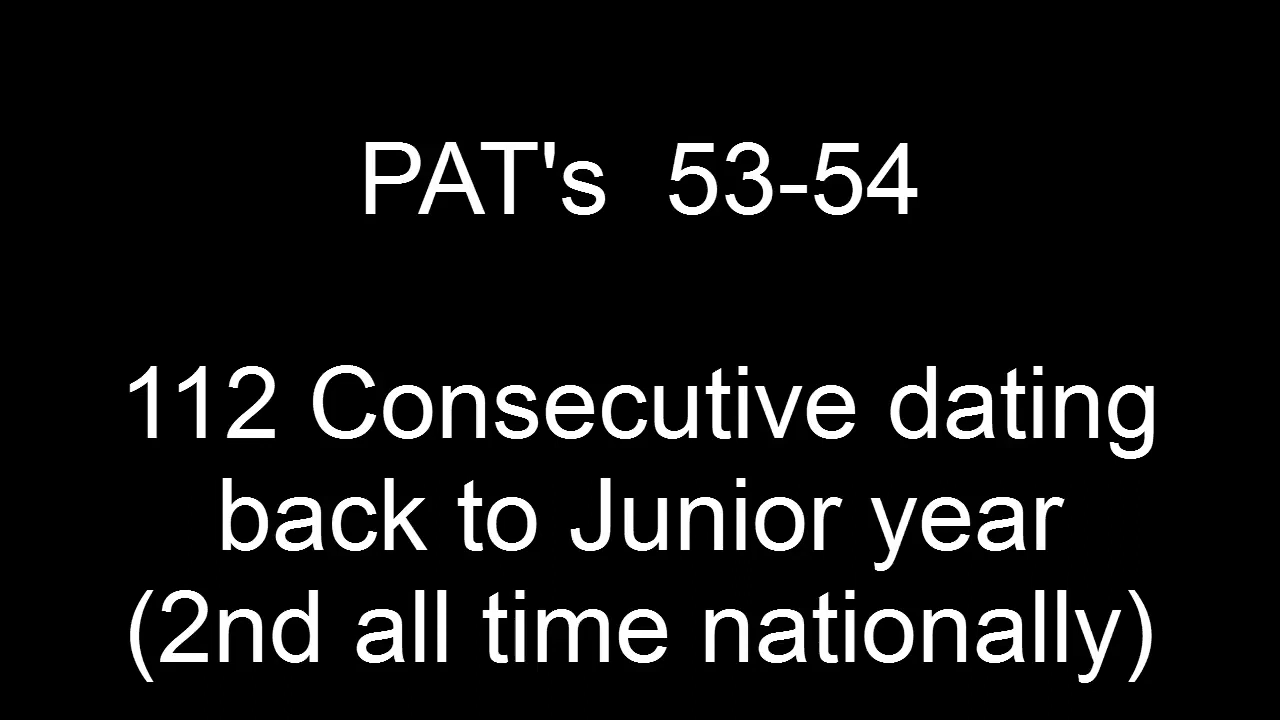 PAT's  53-54
112 Consecutive dating
back to Junior year
(2nd all time nationally)